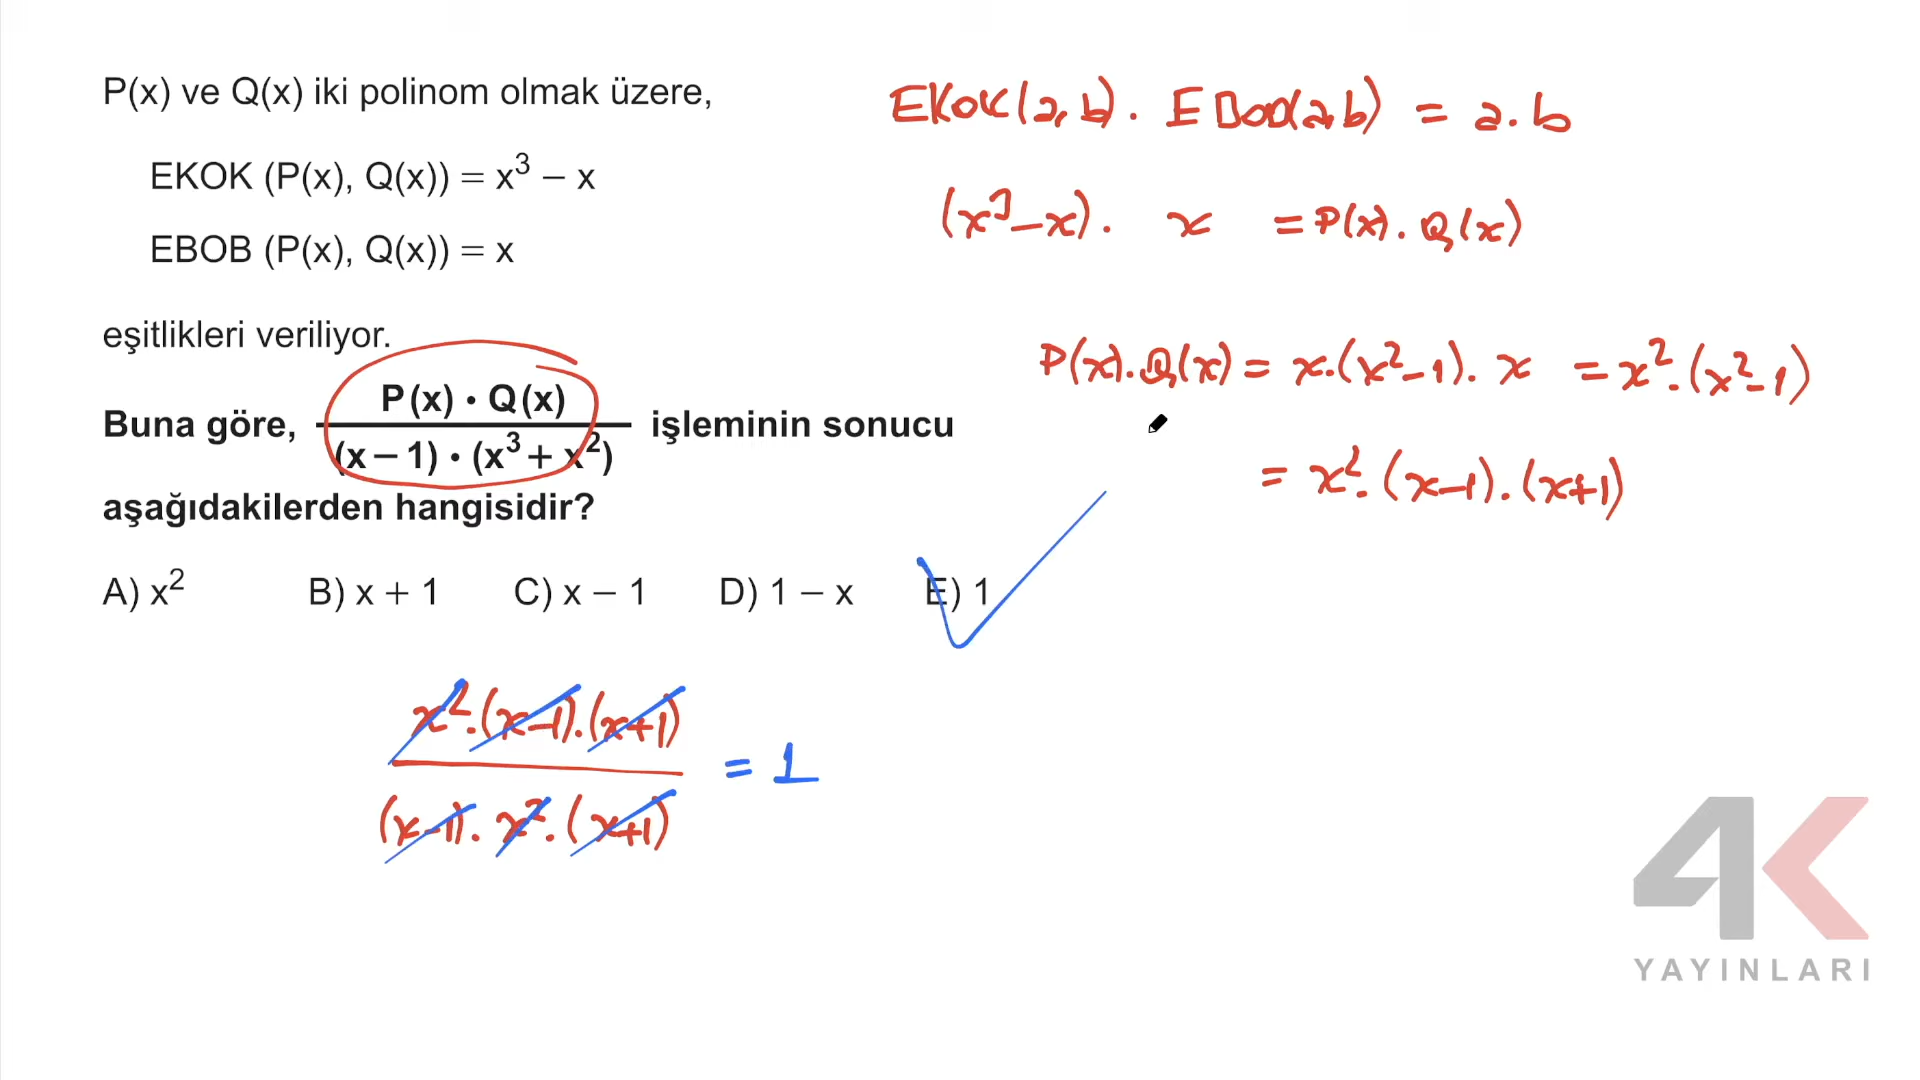 P(x) ve Q(x) iki polinom olmak üzere,
EKOK (P(x), Q(x)) = x³ − x
EBOB (P(x), Q(x)) = x
eşitlikleri veriliyor.
Buna göre, P(x) • Q(x) / (x − 1) • (x³ + x²) işleminin sonucu
aşağıdakilerden hangisidir?
A) x² B) x + 1 C) x − 1 D) 1 − x E) 1
EKOK(a, b) . EBOB(a,b) = a.b
(x³−x) . x = P(x) . Q(x)
P(x).Q(x) = x.(x²−1). x = x².(x²−1)
= x².(x−1).(x+1)
x².(x−1).(x+1) / (x−1). x².(x+1) = 1
4K
YAYINLARI